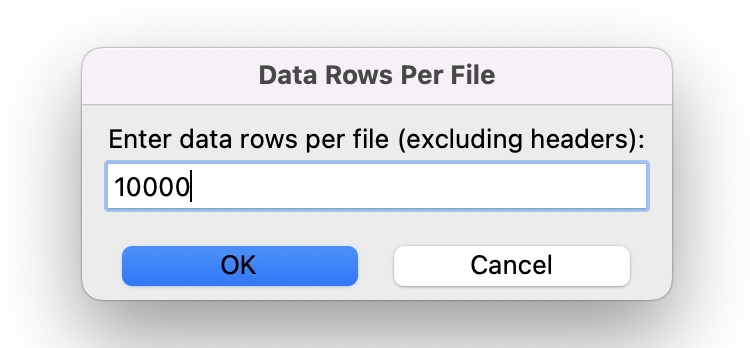 Data Rows Per File
Enter data rows per file (excluding headers):
10000
OK
Cancel